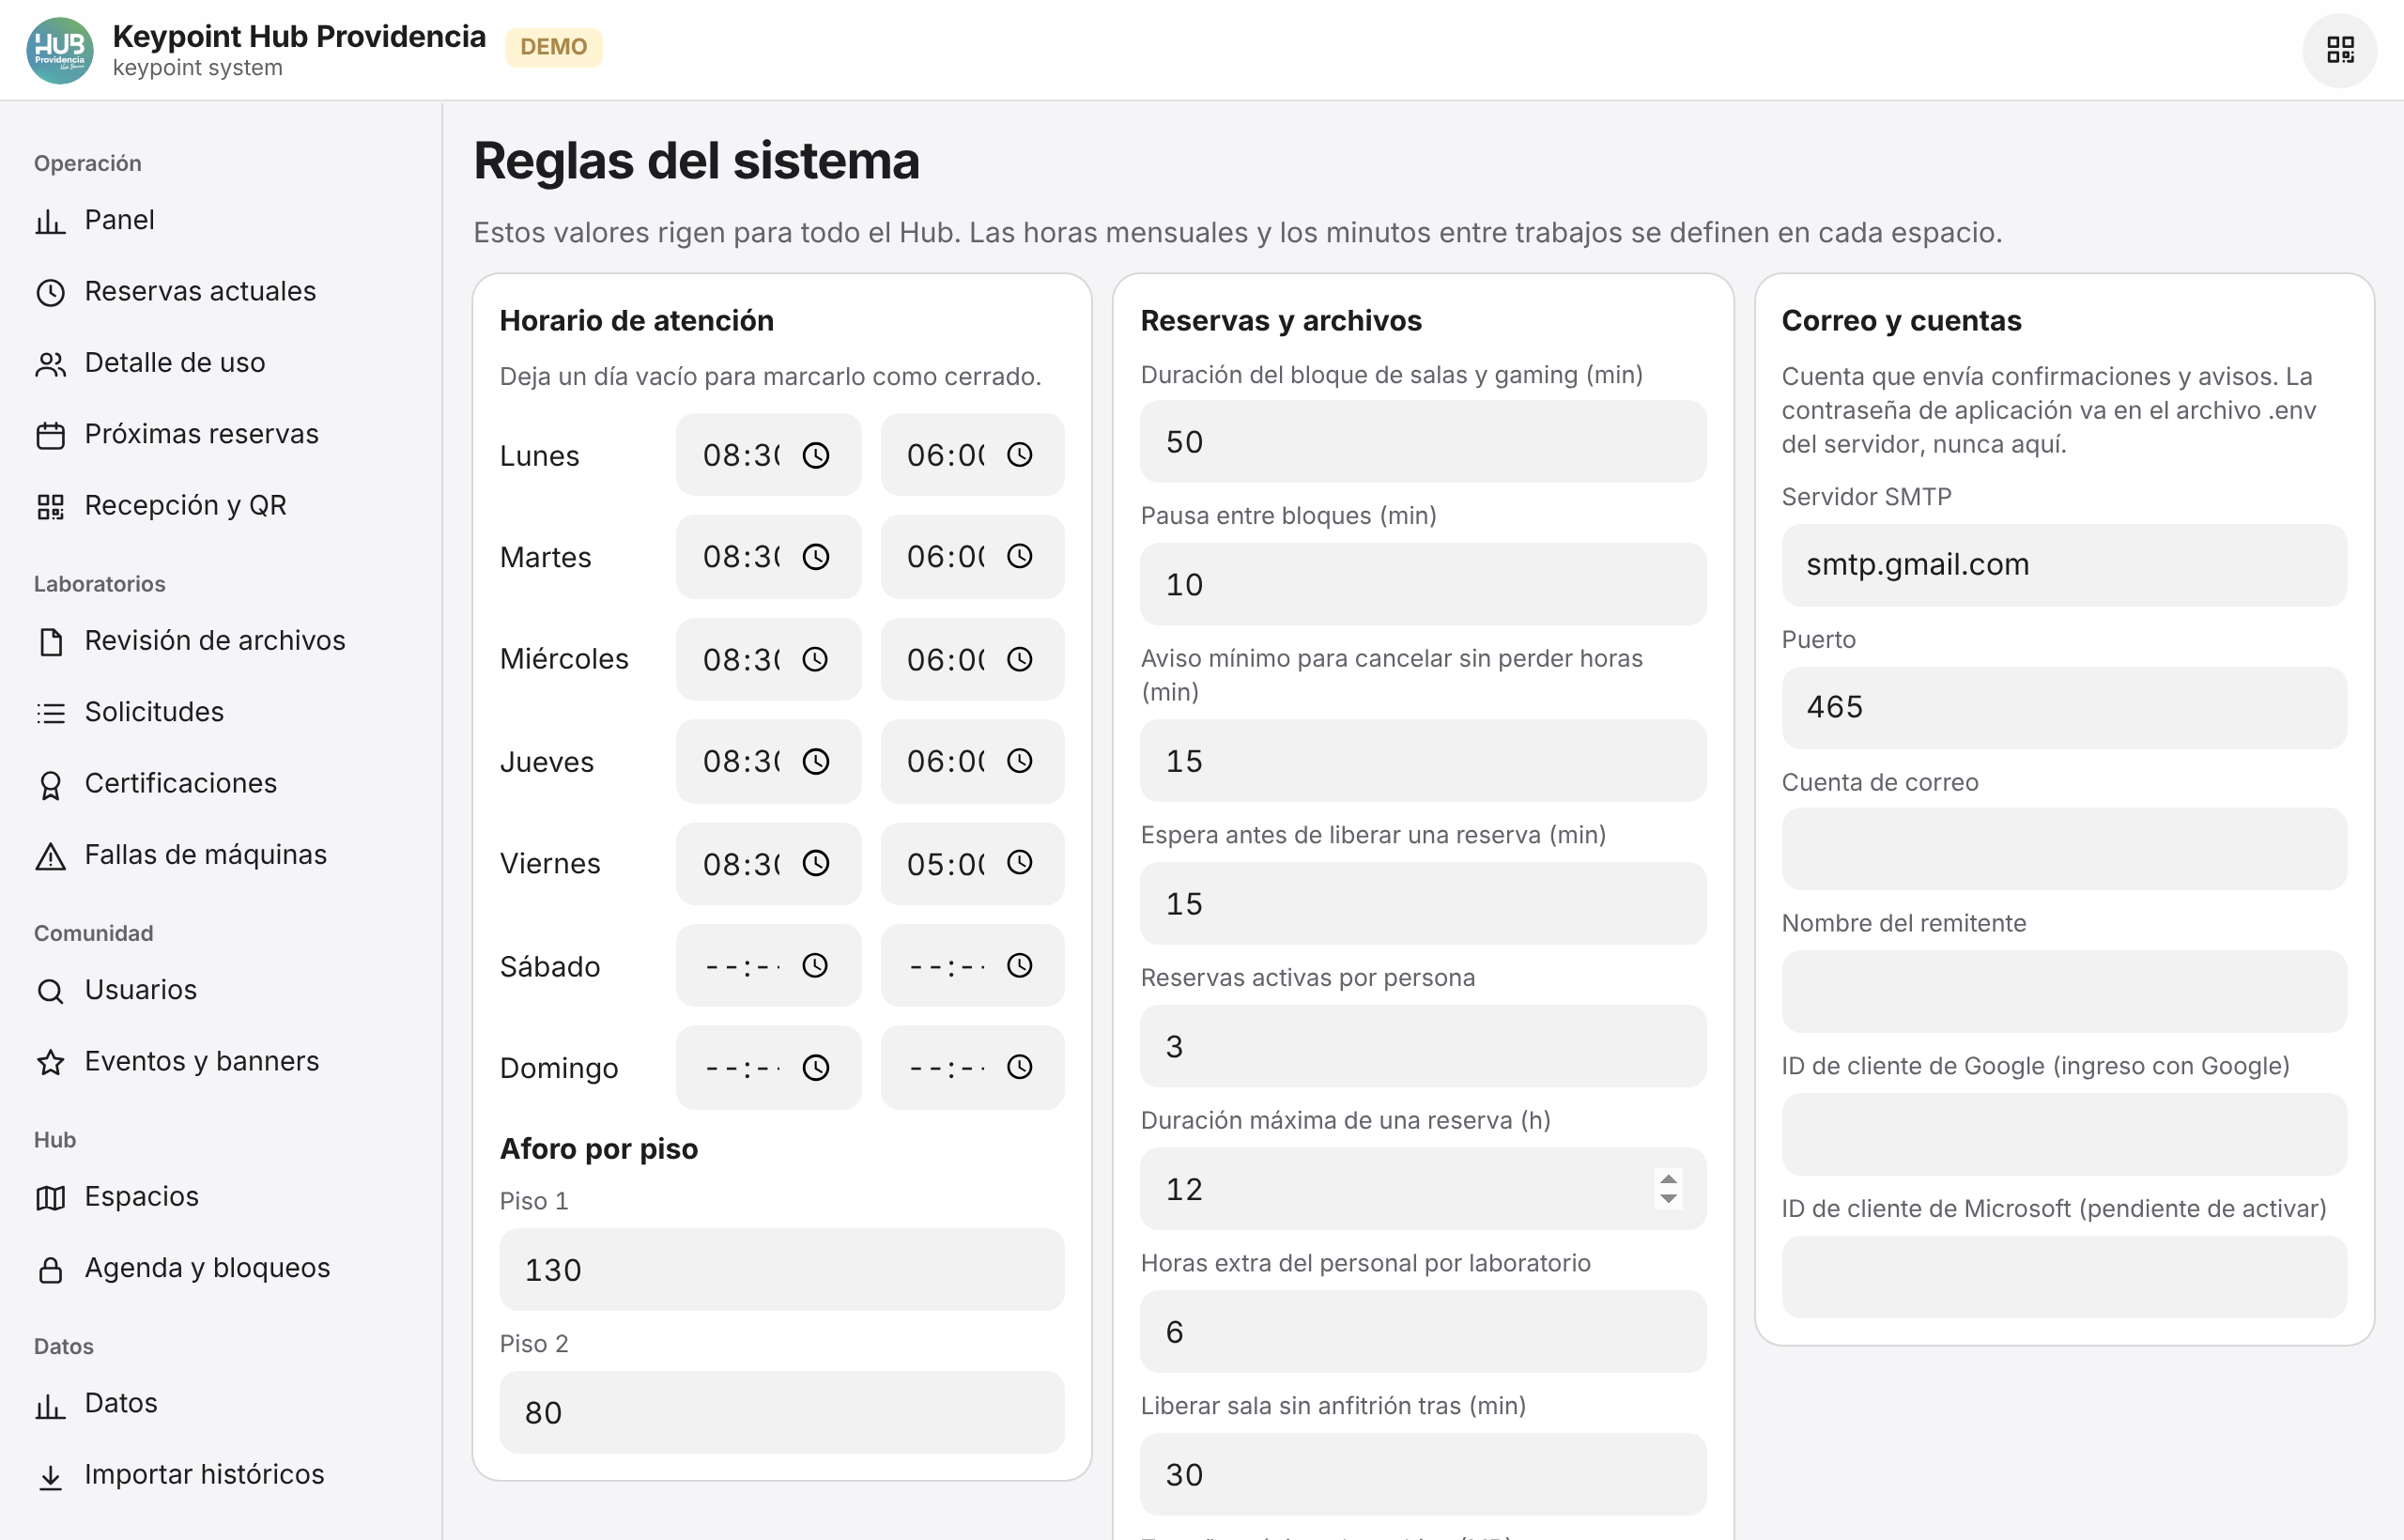 HUB
Providencia
Keypoint Hub Providencia
keypoint system
DEMO
Operación
Panel
Reservas actuales
Detalle de uso
Próximas reservas
Recepción y QR
Laboratorios
Revisión de archivos
Solicitudes
Certificaciones
Fallas de máquinas
Comunidad
Usuarios
Eventos y banners
Hub
Espacios
Agenda y bloqueos
Datos
Datos
Importar históricos
Reglas del sistema
Estos valores rigen para todo el Hub. Las horas mensuales y los minutos entre trabajos se definen en cada espacio.
Horario de atención
Deja un día vacío para marcarlo como cerrado.
Lunes 08:30 06:00
Martes 08:30 06:00
Miércoles 08:30 06:00
Jueves 08:30 06:00
Viernes 08:30 05:00
Sábado --:-- --:--
Domingo --:-- --:--
Aforo por piso
Piso 1
130
Piso 2
80
Reservas y archivos
Duración del bloque de salas y gaming (min)
50
Pausa entre bloques (min)
10
Aviso mínimo para cancelar sin perder horas
(min)
15
Espera antes de liberar una reserva (min)
15
Reservas activas por persona
3
Duración máxima de una reserva (h)
12
Horas extra del personal por laboratorio
6
Liberar sala sin anfitrión tras (min)
30
Correo y cuentas
Cuenta que envía confirmaciones y avisos. La
contraseña de aplicación va en el archivo .env
del servidor, nunca aquí.
Servidor SMTP
smtp.gmail.com
Puerto
465
Cuenta de correo
Nombre del remitente
ID de cliente de Google (ingreso con Google)
ID de cliente de Microsoft (pendiente de activar)